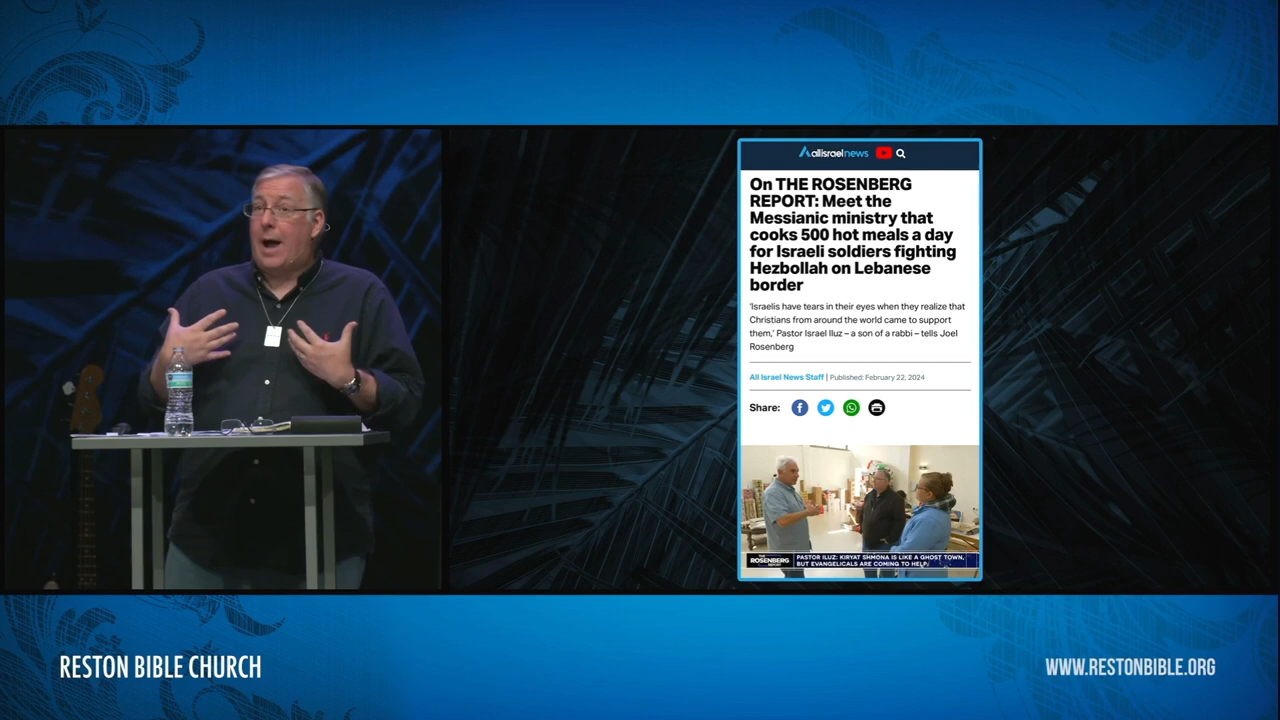 allisraelnews
On THE ROSENBERG
REPORT: Meet the
Messianic ministry that
cooks 500 hot meals a day
for Israeli soldiers fighting
Hezbollah on Lebanese
border
'Israelis have tears in their eyes when they realize that
Christians from around the world came to support
them,' Pastor Israel Iluz – a son of a rabbi – tells Joel
Rosenberg
All Israel News Staff | Published: February 22, 2024
Share:
THE
ROSENBERG
REPORT
PASTOR ILUZ: KIRYAT SHMONA IS LIKE A GHOST TOWN,
BUT EVANGELICALS ARE COMING TO HELP.
RESTON BIBLE CHURCH
WWW.RESTONBIBLE.ORG